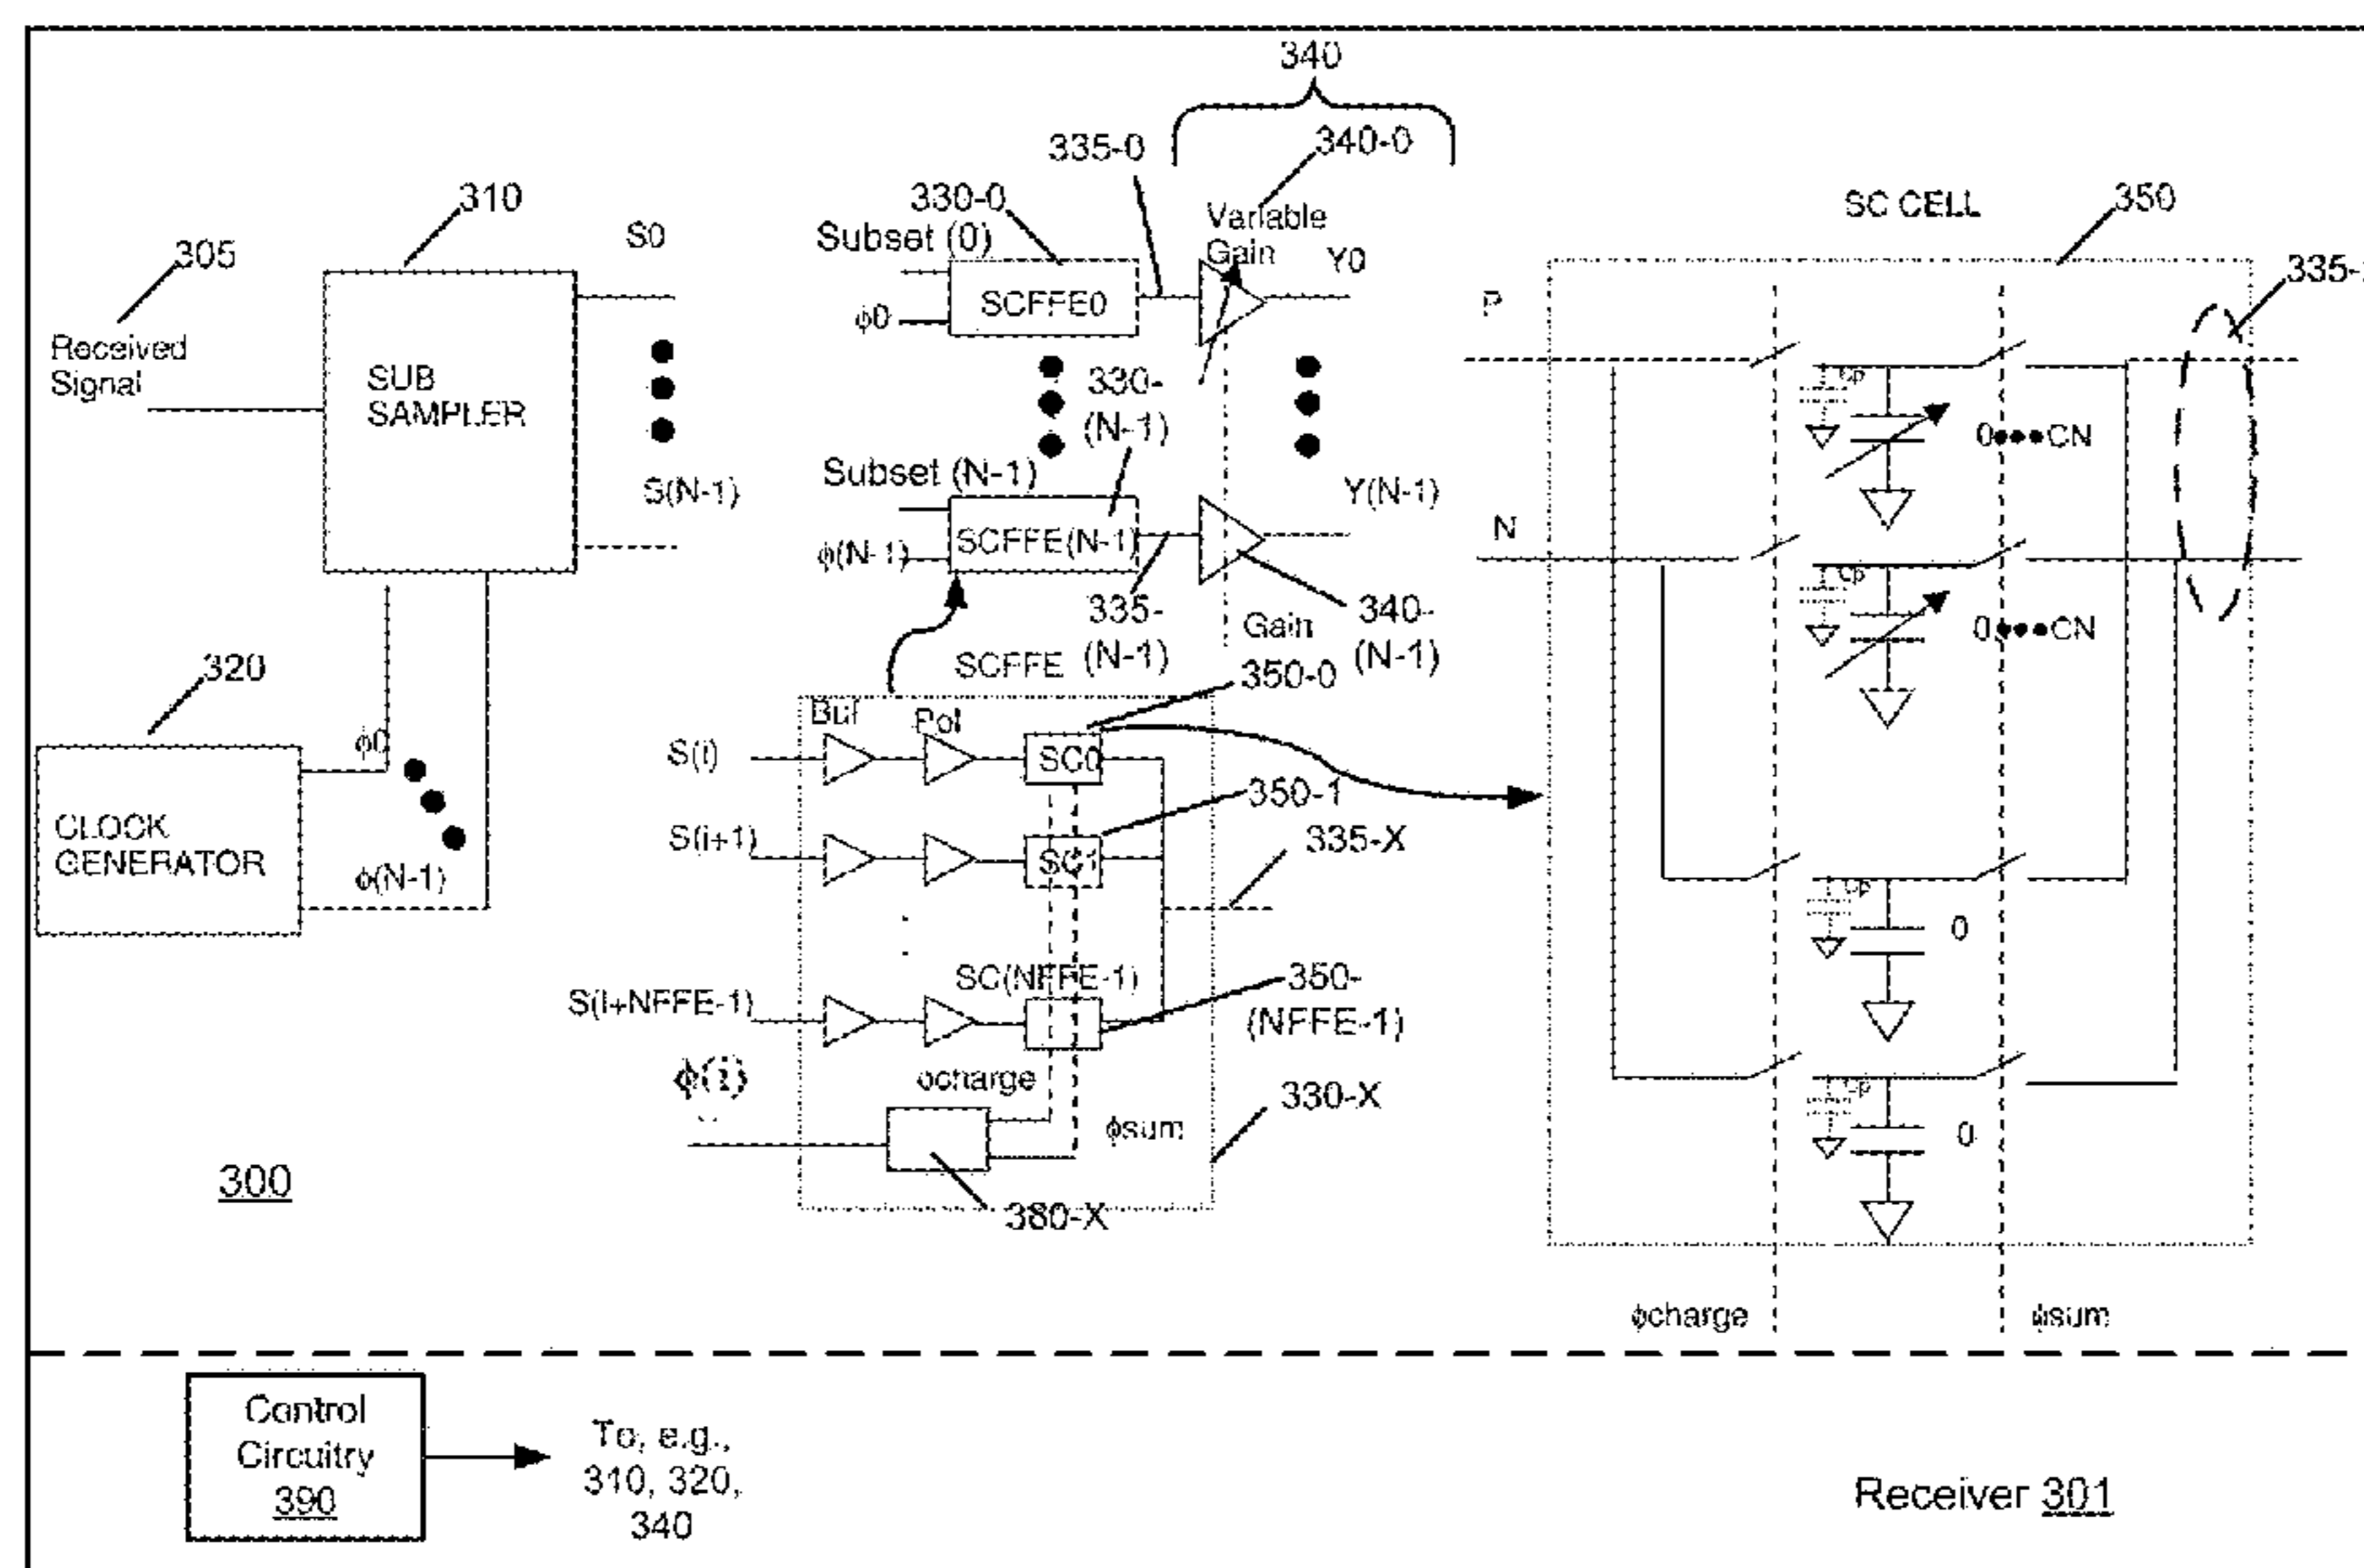 340
335-0
340-0
310
330-0
Variable
Gain
SC CELL
350
305
S0
Subset (0)
Y0
335-
SCFFE0
P
ϕ0
Received
Signal
SUB
SAMPLER
330-
(N-1)
Cp
0•••CN
Subset (N-1)
S(N-1)
Y(N-1)
N
ϕ(N-1)
SCFFE(N-1)
Cp
335-
(N-1)
340-
(N-1)
Gain
0•••CN
320
SCFFE
350-0
Buf
Pol
ϕ0
S(i)
SC0
350-1
CLOCK
GENERATOR
S(i+1)
SC1
335-X
ϕ(N-1)
Cp
0
SC(NFFE-1)
350-
(NFFE-1)
S(i+NFFE-1)
ϕ(i)
ϕcharge
330-X
Cp
ϕsum
0
300
380-X
ϕcharge
ϕsum
Control
Circuitry
390
To, e.g.,
310, 320,
340
Receiver 301